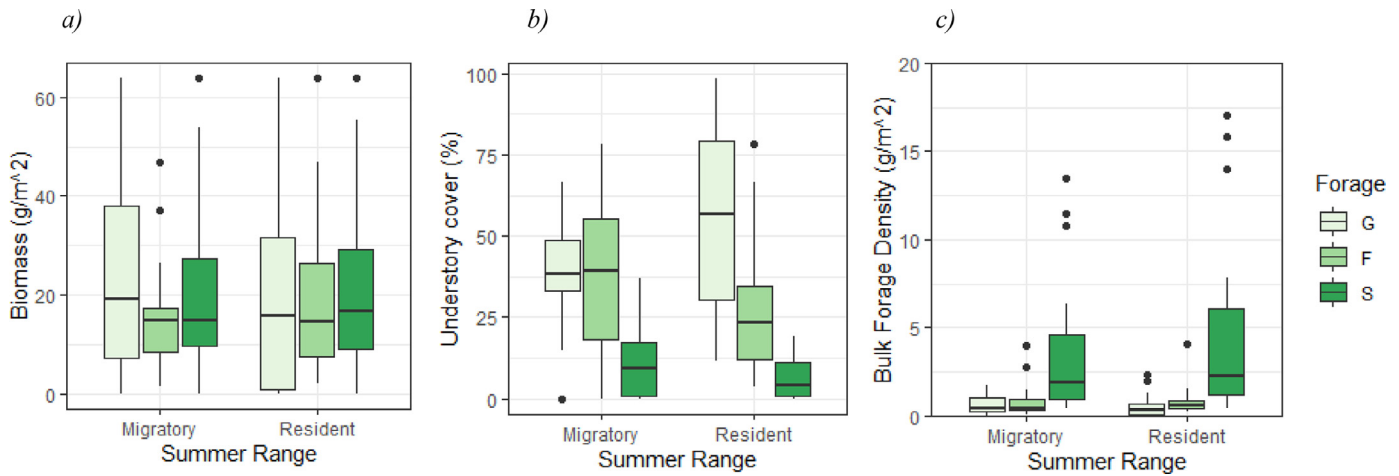 a)
Biomass (g/m^2)
60
40
20
0
Migratory
Resident
Summer Range
b)
Understory cover (%)
100
75
50
25
0
Migratory
Resident
Summer Range
c)
Bulk Forage Density (g/m^2)
20
15
10
5
0
Migratory
Resident
Summer Range
Forage
G
F
S